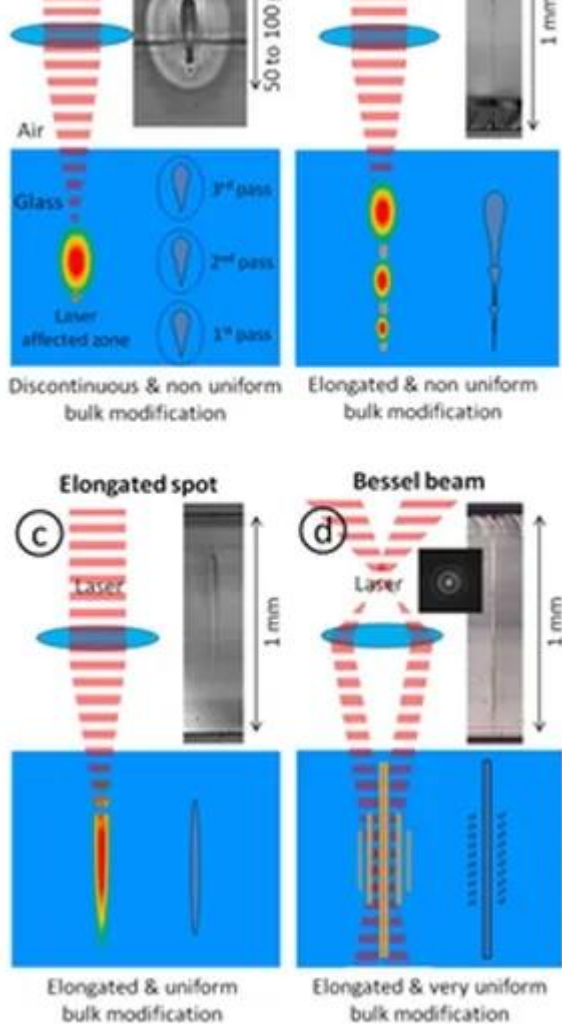 50 to 100
1 mm
Air
Glass
3rd pass
2nd pass
1st pass
Laser
affected zone
Discontinuous & non uniform
bulk modification
Elongated & non uniform
bulk modification
Elongated spot
Bessel beam
c
d
Laser
Laser
1 mm
1 mm
Elongated & uniform
bulk modification
Elongated & very uniform
bulk modification